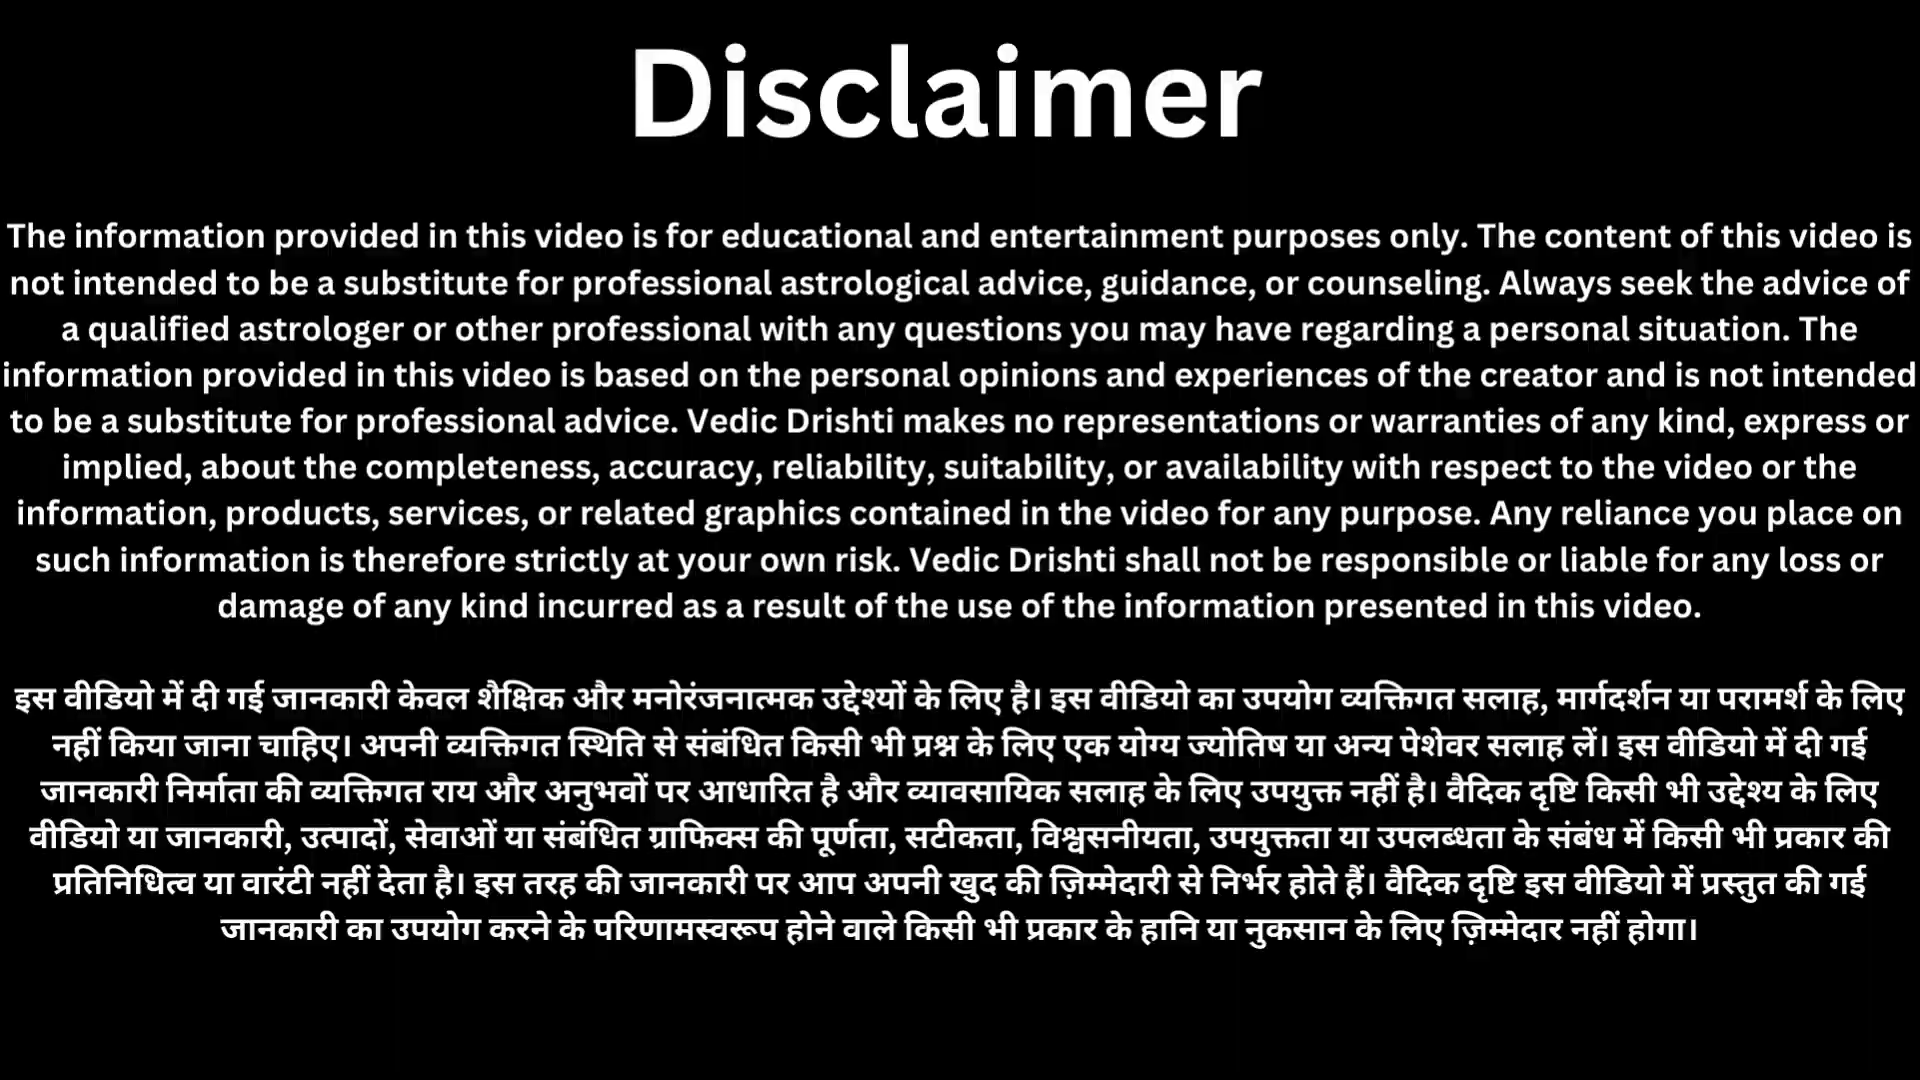 Disclaimer
The information provided in this video is for educational and entertainment purposes only. The content of this video is
not intended to be a substitute for professional astrological advice, guidance, or counseling. Always seek the advice of
a qualified astrologer or other professional with any questions you may have regarding a personal situation. The
information provided in this video is based on the personal opinions and experiences of the creator and is not intended
to be a substitute for professional advice. Vedic Drishti makes no representations or warranties of any kind, express or
implied, about the completeness, accuracy, reliability, suitability, or availability with respect to the video or the
information, products, services, or related graphics contained in the video for any purpose. Any reliance you place on
such information is therefore strictly at your own risk. Vedic Drishti shall not be responsible or liable for any loss or
damage of any kind incurred as a result of the use of the information presented in this video.
इस वीडियो में दी गई जानकारी केवल शैक्षिक और मनोरंजनात्मक उद्देश्यों के लिए है। इस वीडियो का उपयोग व्यक्तिगत सलाह, मार्गदर्शन या परामर्श के लिए
नहीं किया जाना चाहिए। अपनी व्यक्तिगत स्थिति से संबंधित किसी भी प्रश्न के लिए एक योग्य ज्योतिष या अन्य पेशेवर सलाह लें। इस वीडियो में दी गई
जानकारी निर्माता की व्यक्तिगत राय और अनुभवों पर आधारित है और व्यावसायिक सलाह के लिए उपयुक्त नहीं है। वैदिक दृष्टि किसी भी उद्देश्य के लिए
वीडियो या जानकारी, उत्पादों, सेवाओं या संबंधित ग्राफिक्स की पूर्णता, सटीकता, विश्वसनीयता, उपयुक्तता या उपलब्धता के संबंध में किसी भी प्रकार की
प्रतिनिधित्व या वारंटी नहीं देता है। इस तरह की जानकारी पर आप अपनी खुद की ज़िम्मेदारी से निर्भर होते हैं। वैदिक दृष्टि इस वीडियो में प्रस्तुत की गई
जानकारी का उपयोग करने के परिणामस्वरूप होने वाले किसी भी प्रकार के हानि या नुकसान के लिए ज़िम्मेदार नहीं होगा।